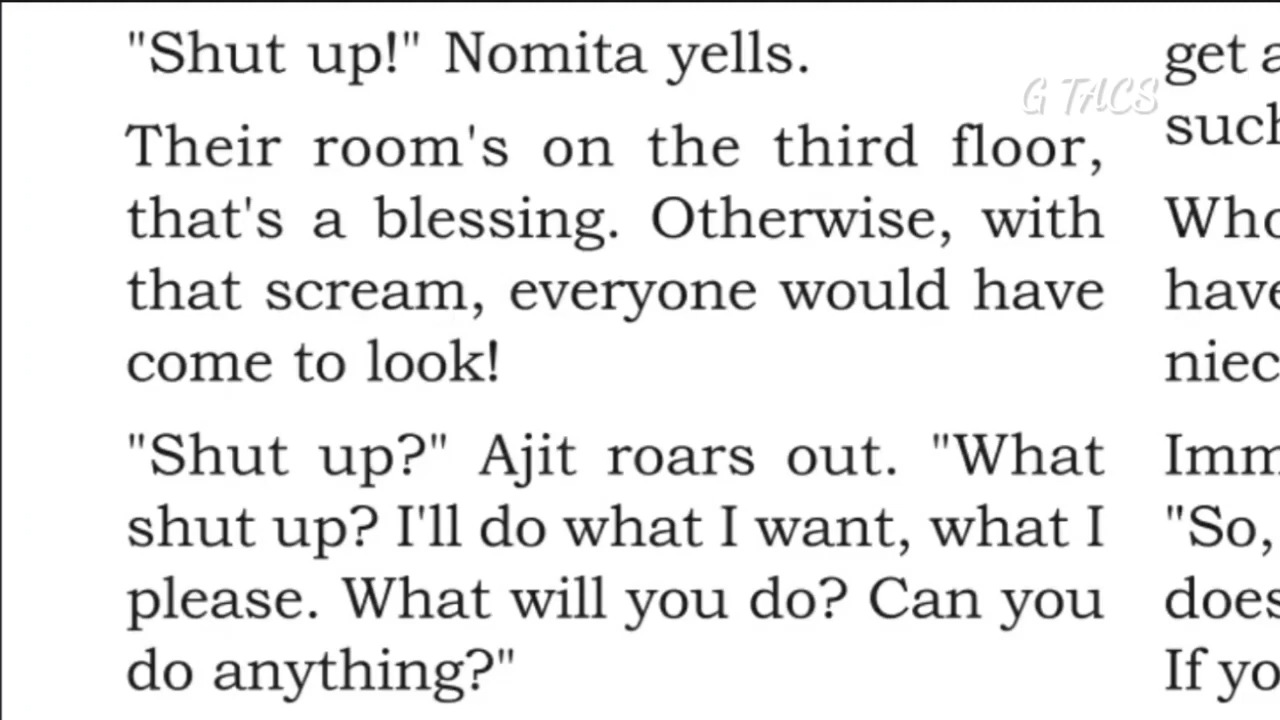 "Shut up!" Nomita yells.
Their room's on the third floor,
that's a blessing. Otherwise, with
that scream, everyone would have
come to look!
"Shut up?" Ajit roars out. "What
shut up? I'll do what I want, what I
please. What will you do? Can you
do anything?"
G TACS
get
such
have
"So,
does
If